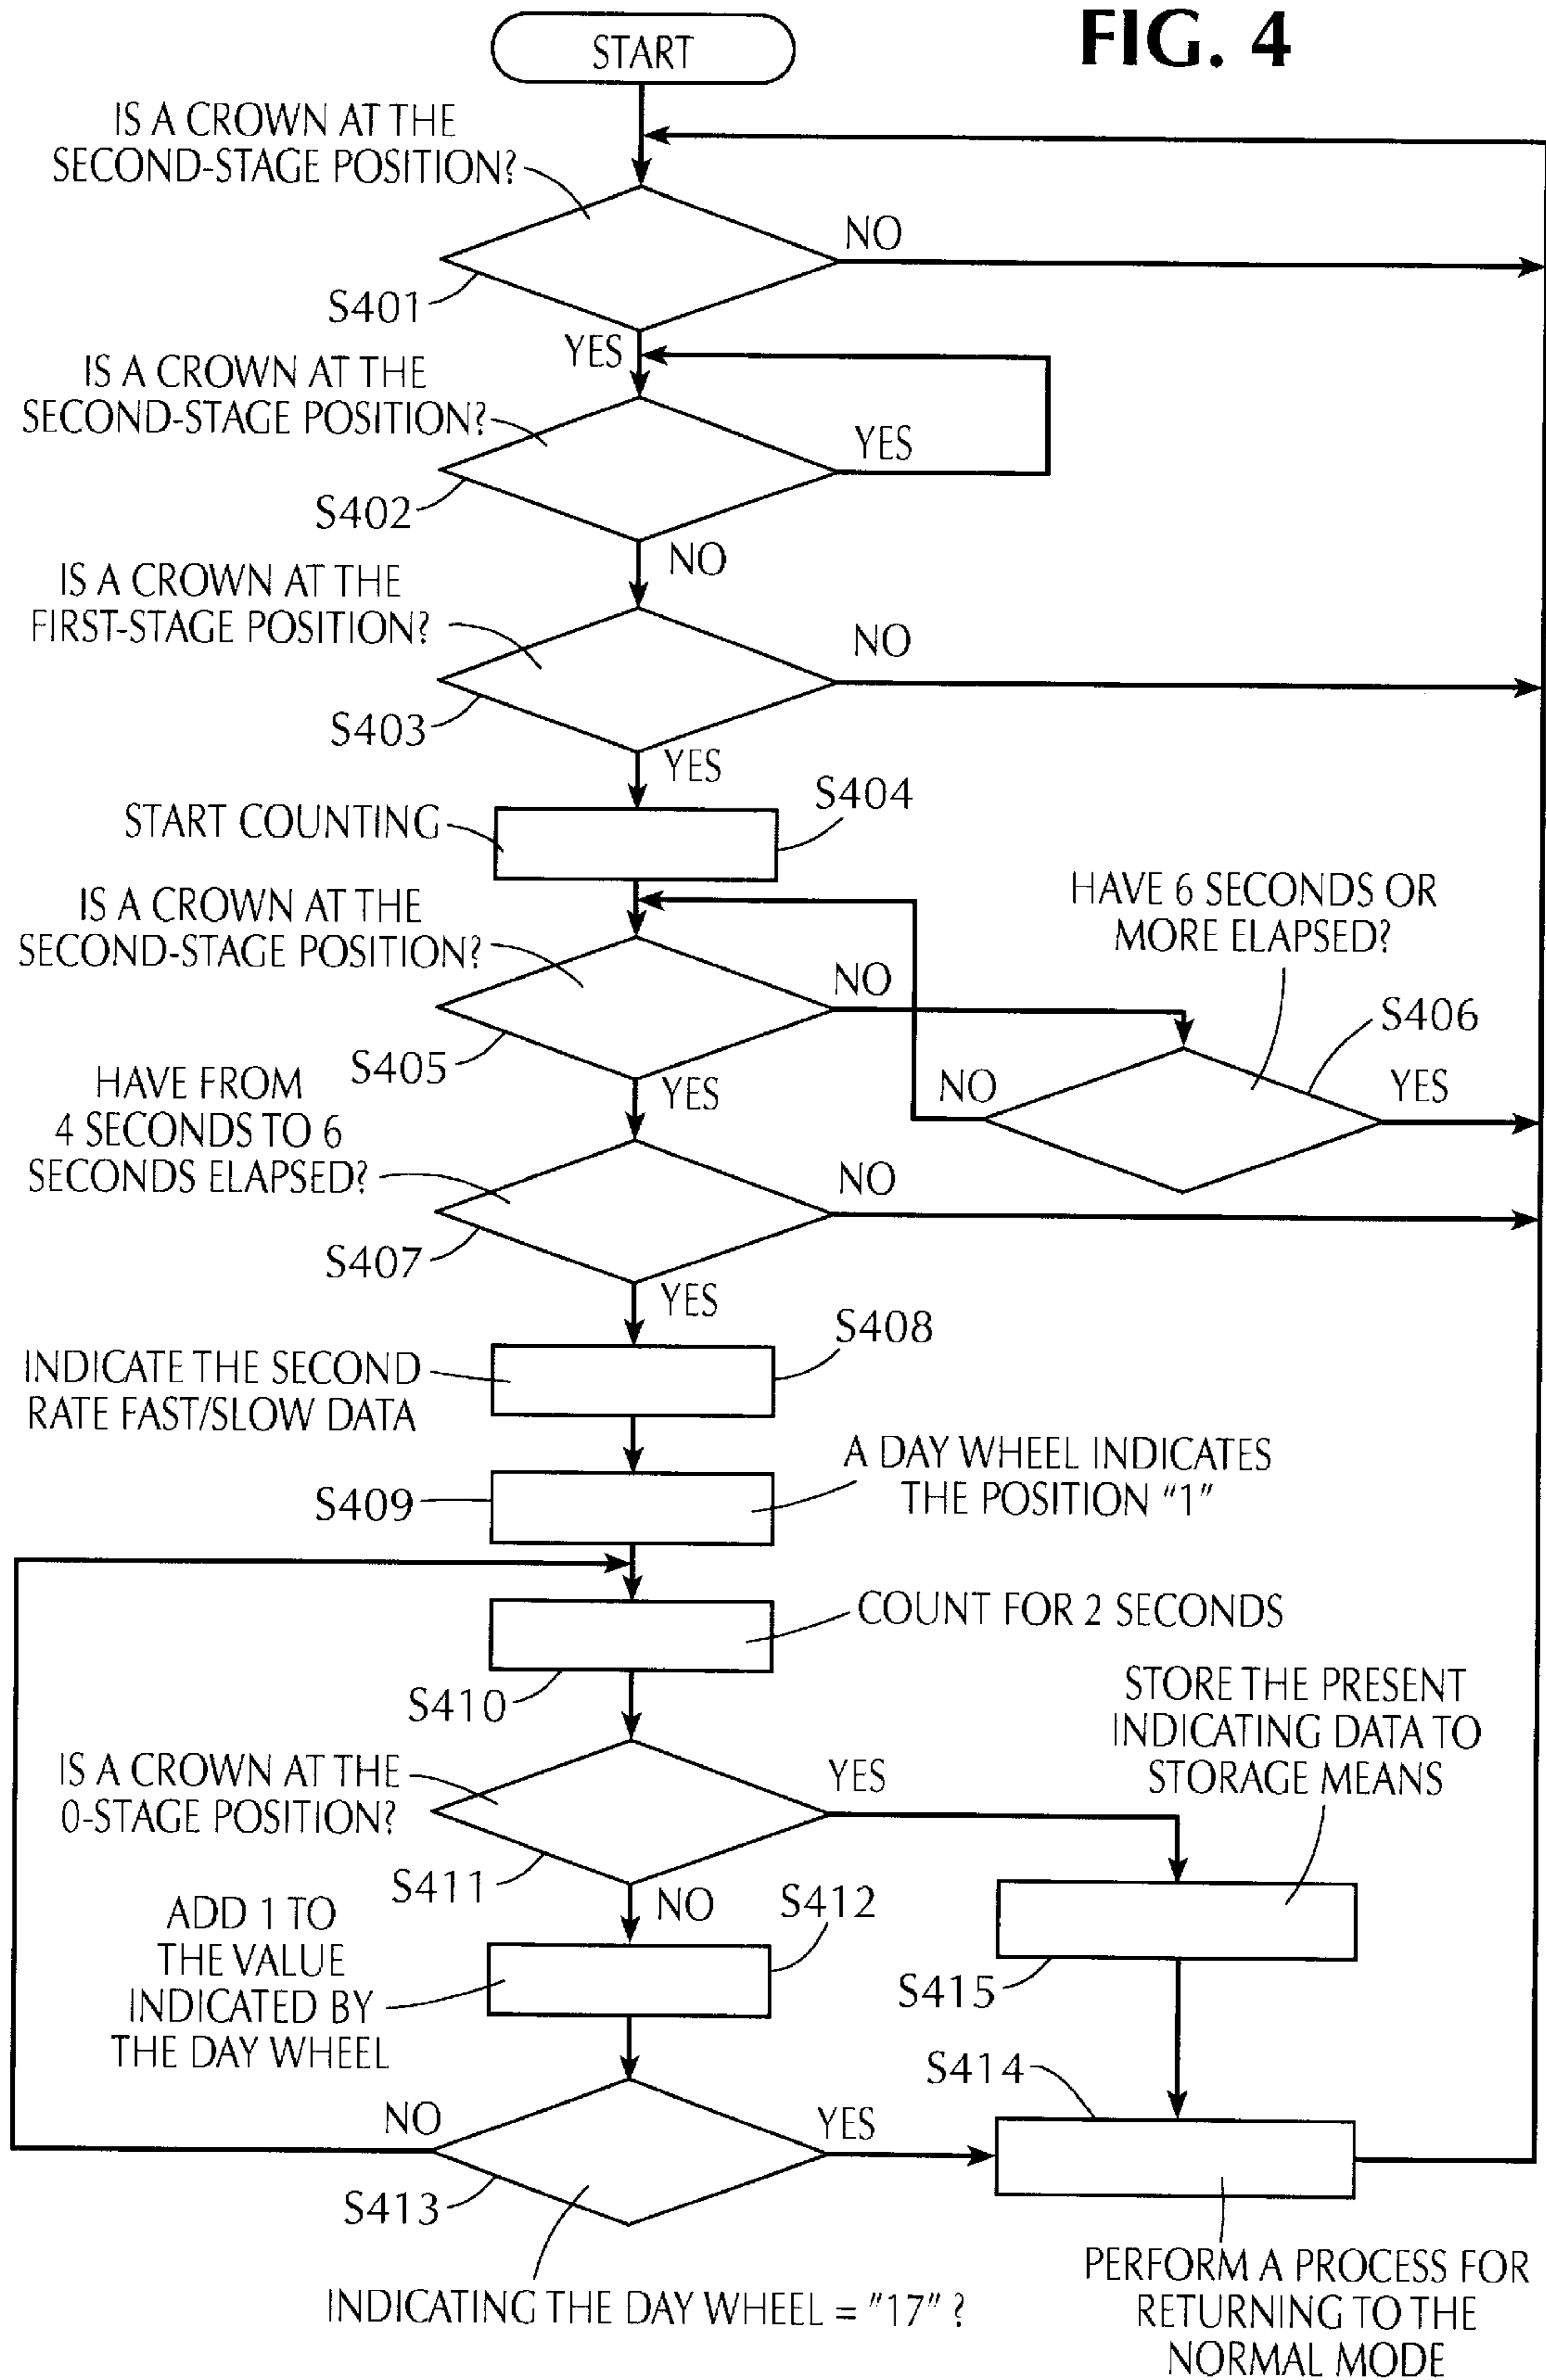 FIG. 4
START
IS A CROWN AT THE
SECOND-STAGE POSITION?
NO
S401
YES
IS A CROWN AT THE
SECOND-STAGE POSITION?
YES
S402
NO
IS A CROWN AT THE
FIRST-STAGE POSITION?
NO
S403
YES
S404
START COUNTING
IS A CROWN AT THE
SECOND-STAGE POSITION?
NO
HAVE 6 SECONDS OR
MORE ELAPSED?
S406
S405
YES
NO
YES
HAVE FROM
4 SECONDS TO 6
SECONDS ELAPSED?
NO
S407
YES
S408
INDICATE THE SECOND
RATE FAST/SLOW DATA
A DAY WHEEL INDICATES
THE POSITION "1"
S409
COUNT FOR 2 SECONDS
S410
STORE THE PRESENT
INDICATING DATA TO
STORAGE MEANS
IS A CROWN AT THE
0-STAGE POSITION?
YES
S411
NO
S412
ADD 1 TO
THE VALUE
INDICATED BY
THE DAY WHEEL
S415
S414
NO
YES
S413
INDICATING THE DAY WHEEL = "17" ?
PERFORM A PROCESS FOR
RETURNING TO THE
NORMAL MODE